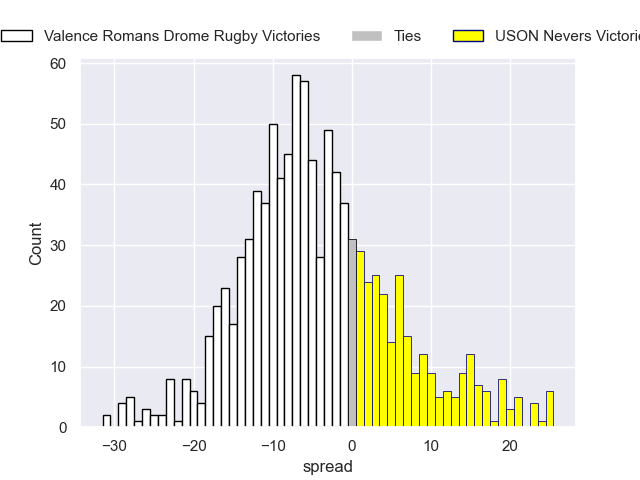 Valence Romans Drome Rugby Victories Ties USON Nevers Victorie
60
50
40
30
20
10
0
Count
−30 −20 −10 0 10 20
spread